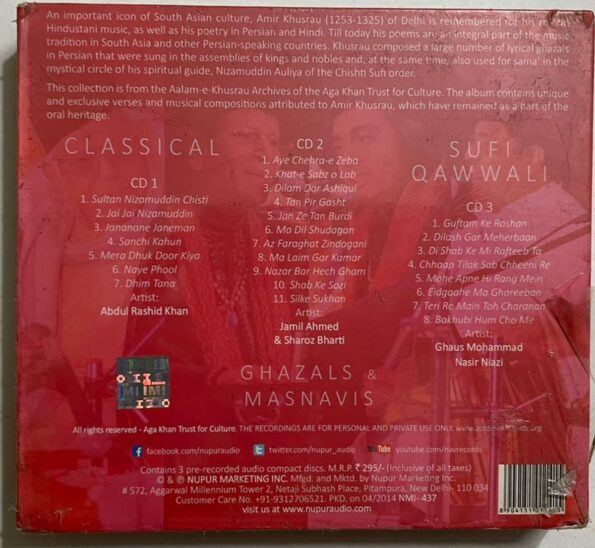 An important icon of South Asian culture, Amir Khusrau (1253-1325) of Delhi is remembered for his role in
Hindustani music, as well as his poetry in Persian and Hindi. Till today his poems are an integral part of the music
tradition in South Asia and other Persian-speaking countries. Khusrau composed a large number of lyrical ghazals
in Persian that were sung in the assemblies of kings and nobles and, at the same time, also used for sama' in the
mystical circle of his spiritual guide, Nizamuddin Auliya of the Chishti Sufi order.
This collection is from the Aalam-e-Khusrau Archives of the Aga Khan Trust for Culture. The album contains unique
and exclusive verses and musical compositions attributed to Amir Khusrau, which have remained as a part of the
oral heritage.
CLASSICAL
CD 1
1. Sultan Nizamuddin Chisti
2. Jai Jai Nizamuddin
3. Jananane Janeman
4. Sanchi Kahun
5. Mera Dhuk Door Kiya
6. Naye Phool
7. Dhim Tana
Artist:
Abdul Rashid Khan
CD 2
1. Aye Chehra-e Zeba
2. Khat-e Sabz o Lab
3. Dilam Dar Ashiqui
4. Tan Pir Gasht
5. Jan Ze Tan Burdi
6. Ma Dil Shudagan
7. Az Faraghat Zindagani
8. Ma Laim Gar Kamar
9. Nazar Bar Hech Gham
10. Shab Ke Sazi
11. Silke Sukhan
Artist:
Jamil Ahmed
& Sharoz Bharti
GHAZALS &
MASNAVIS
SUFI
QAWWALI
CD 3
1. Guftam Ke Roshan
2. Dilash Gar Meherbaan
3. Di Shab Ke Mi Rafteeb Ta
4. Chhaap Tilak Sab Chheeni Re
5. Mohe Apne Hi Rang Mein
6. Eidgaahe Ma Ghareeban
7. Teri Re Main Toh Charanon
8. Bakhubi Hum Cho Me
Artist:
Ghaus Mohammad
Nasir Niazi
All rights reserved - Aga Khan Trust for Culture. THE RECORDINGS ARE FOR PERSONAL AND PRIVATE USE ONLY.
facebook.com/nupuraudio twitter.com/nupur_audio YouTube youtube.com/navrecords
Contains 3 pre-recorded audio compact discs. M.R.P. ₹ 295/- (Inclusive of all taxes)
© & ℗ NUPUR MARKETING INC. Mfgd. and Mktd. by Nupur Marketing Inc.
# 572, Aggarwal Millennium Tower 2, Netaji Subhash Place, Pitampura, New Delhi- 110 034
Customer Care No. +91-9312706521. PKD. on 04/2014 NMI- 437
visit us at www.nupuraudio.com